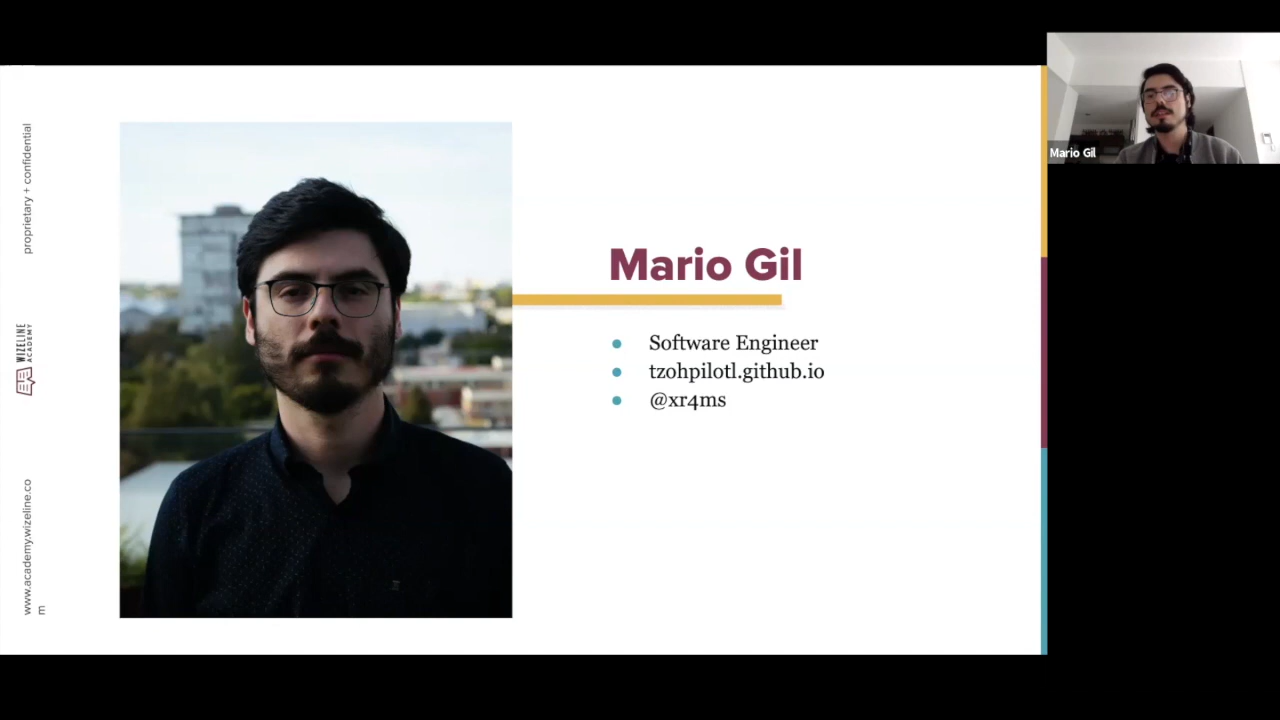 proprietary + confidential
WIZELINE
ACADEMY
www.academy.wizeline.co
m
Mario Gil
Software Engineer
tzohpilotl.github.io
@xr4ms
Mario Gil